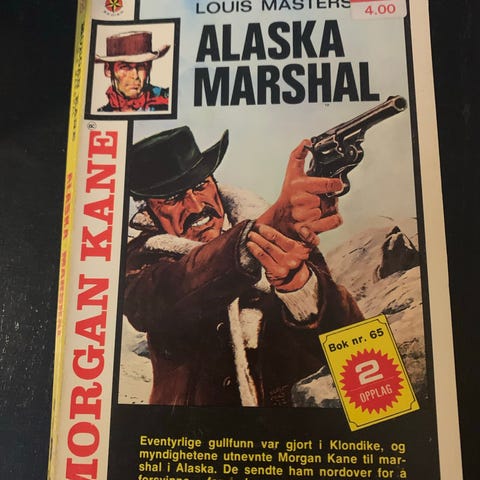 LOUIS MASTERS
4.00
ALASKA
MARSHAL
TM
MORGAN KANE
Bok nr. 65
2
OPPLAG
Eventyrlige gullfunn var gjort i Klondike, og
myndighetene utnevnte Morgan Kane til mar-
shal i Alaska. De sendte ham nordover for å